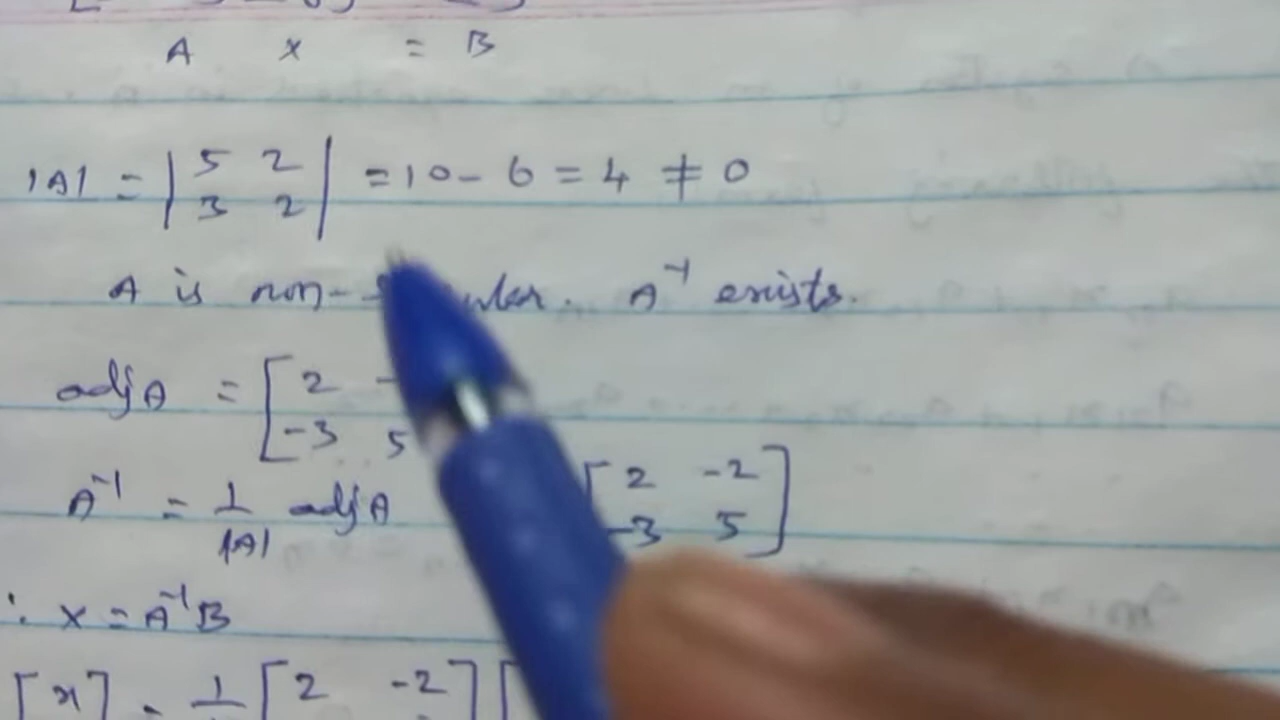 A x = B
|A| = | 5 2 | = 10 - 6 = 4 ≠ 0
| 3 2 |
A is non- . A⁻¹ exists.
adj A = [ 2 -
-3 5
A⁻¹ = 1/|A| adj A [ 2 -2 ]
-3 5
∴ x = A⁻¹B
[x] = 1 [ 2 -2 ] [